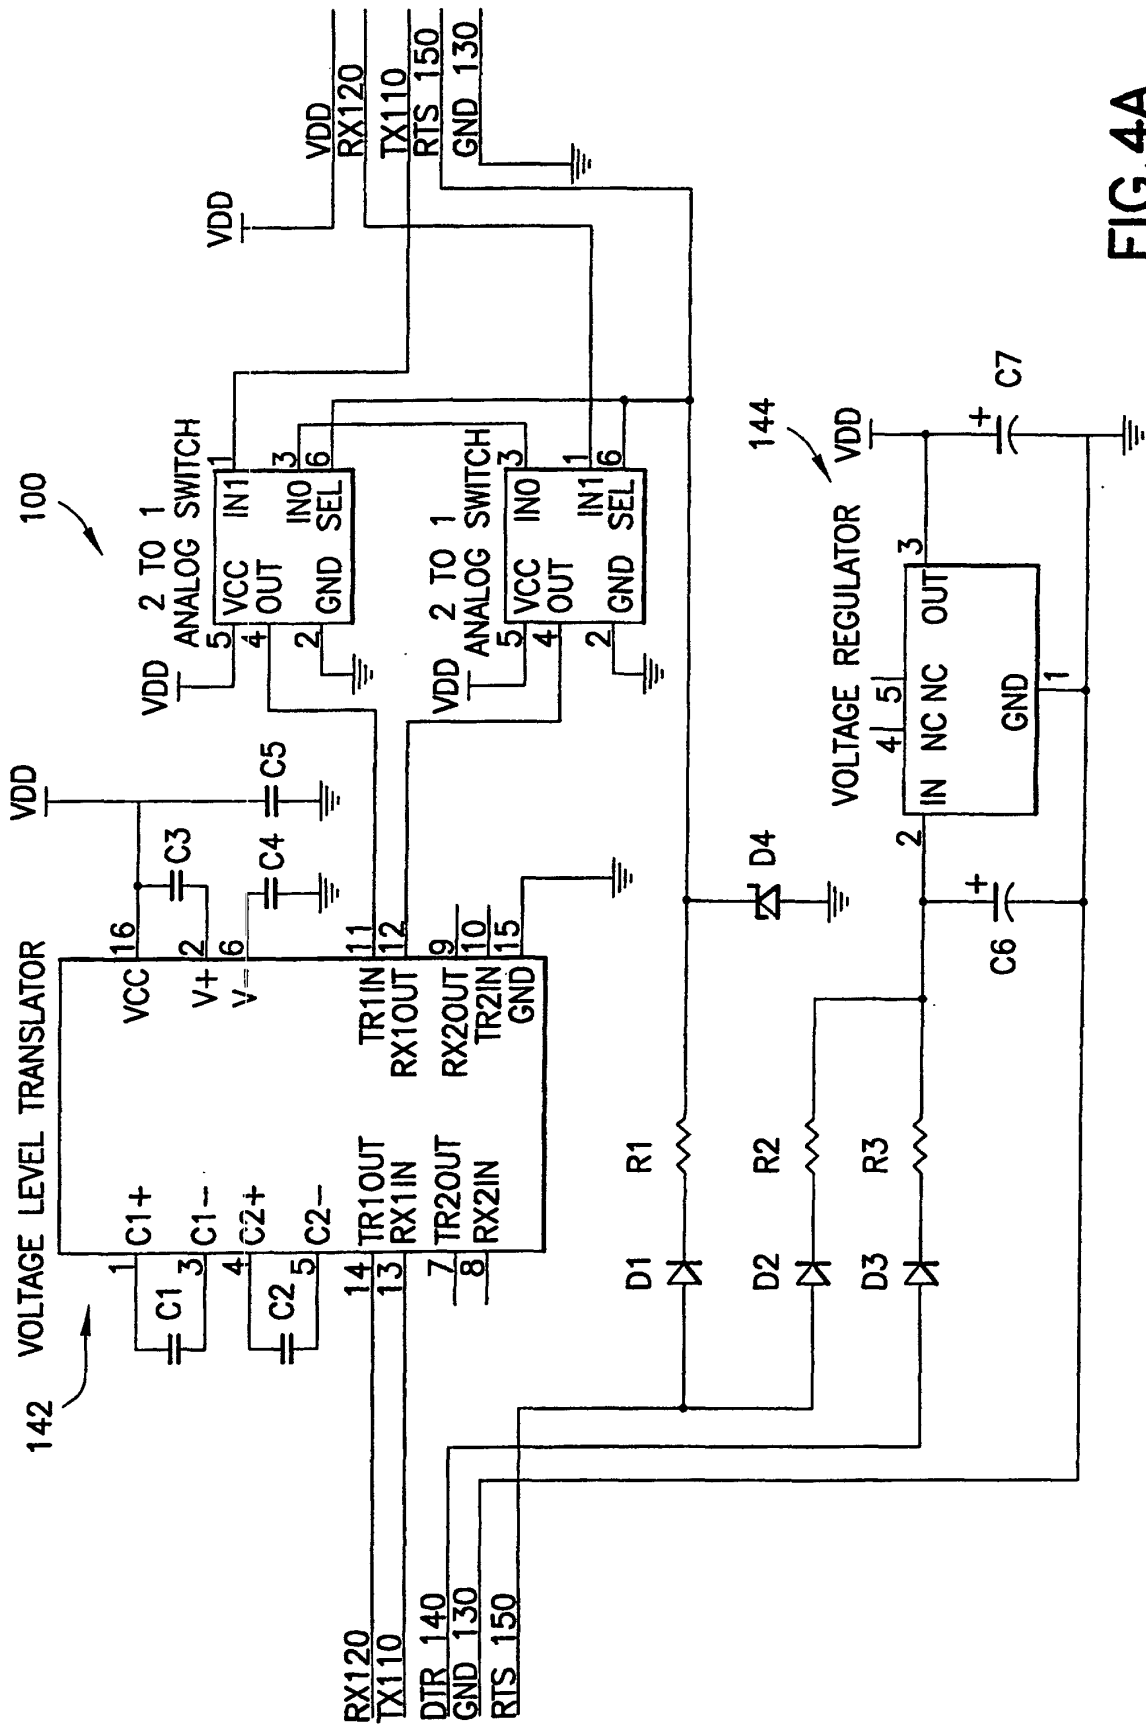 142
VOLTAGE LEVEL TRANSLATOR
VDD
C1
C2
1
3
4
5
14
13
7
8
C1+
C1-
C2+
C2-
TR1OUT
RX1IN
TR2OUT
RX2IN
VCC
V+
V-
TR1IN
RX1OUT
RX2OUT
TR2IN
GND
16
2
6
11
12
9
10
15
C3
C4
C5
100
2 TO 1
ANALOG SWITCH
VDD
5
4
2
VCC
OUT
GND
IN1
IN0
SEL
1
3
6
2 TO 1
ANALOG SWITCH
VDD
5
4
2
VCC
OUT
GND
IN0
IN1
SEL
3
1
6
VDD
VDD
RX120
TX110
RTS 150
GND 130
RX120
TX110
DTR 140
GND 130
RTS 150
D1
R1
D2
R2
D3
R3
D4
C6
+
144
VOLTAGE REGULATOR
4
5
2
IN
NC
NC
OUT
3
GND
1
VDD
+
C7
FIG. 4A